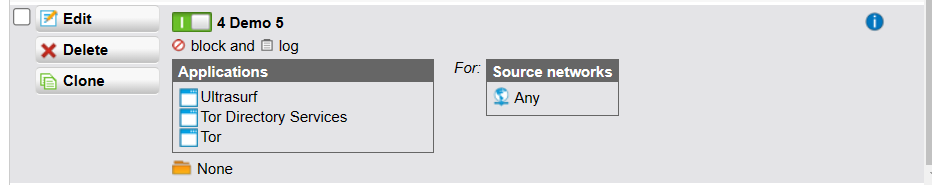 Edit
Delete
Clone
4 Demo 5
block and log
Applications
Ultrasurf
Tor Directory Services
Tor
None
For:
Source networks
Any